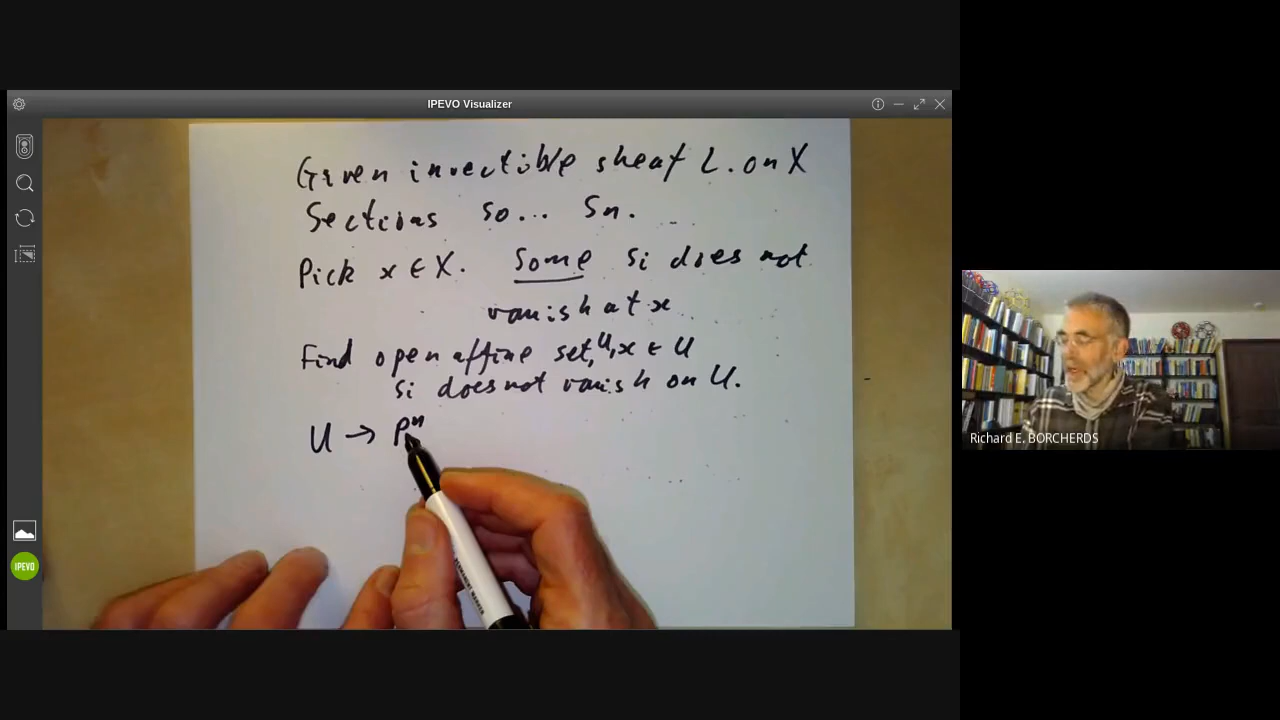 IPEVO Visualizer
Given invertible sheaf L. on X
Sections s0... sn.
Pick x ∈ X. Some si does not
vanish at x
Find open affine set, U, x ∈ U
si does not vanish on U.
U → Pⁿ
IPEVO
Richard E. BORCHERDS